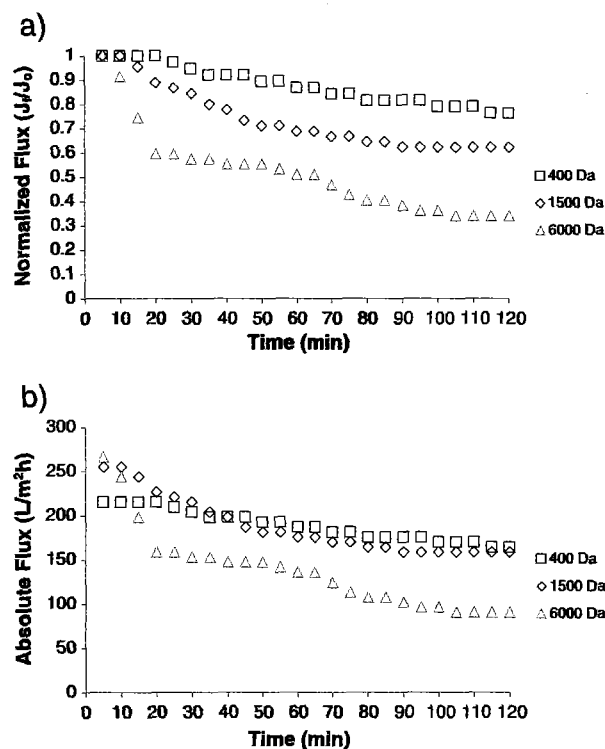 a)
Normalized Flux (Jf/J0)
1
0.9
0.8
0.7
0.6
0.5
0.4
0.3
0.2
0.1
0
0 10 20 30 40 50 60 70 80 90 100 110 120
Time (min)
400 Da
1500 Da
6000 Da
b)
Absolute Flux (L/m²h)
300
250
200
150
100
50
0
0 10 20 30 40 50 60 70 80 90 100 110 120
Time (min)
400 Da
1500 Da
6000 Da